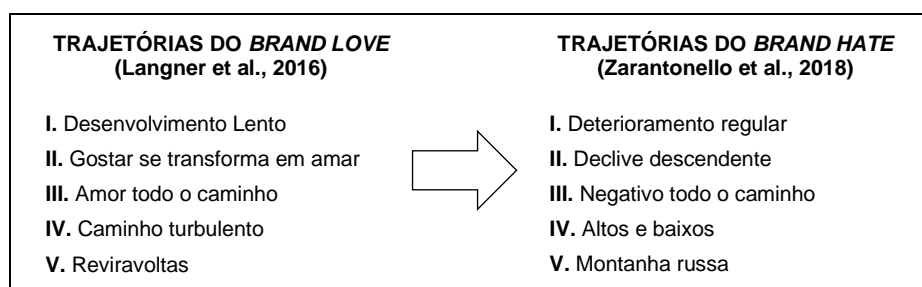 TRAJETÓRIAS DO BRAND LOVE
(Langner et al., 2016)
I. Desenvolvimento Lento
II. Gostar se transforma em amar
III. Amor todo o caminho
IV. Caminho turbulento
V. Reviravoltas
TRAJETÓRIAS DO BRAND HATE
(Zarantonello et al., 2018)
I. Deterioramento regular
II. Declive descendente
III. Negativo todo o caminho
IV. Altos e baixos
V. Montanha russa